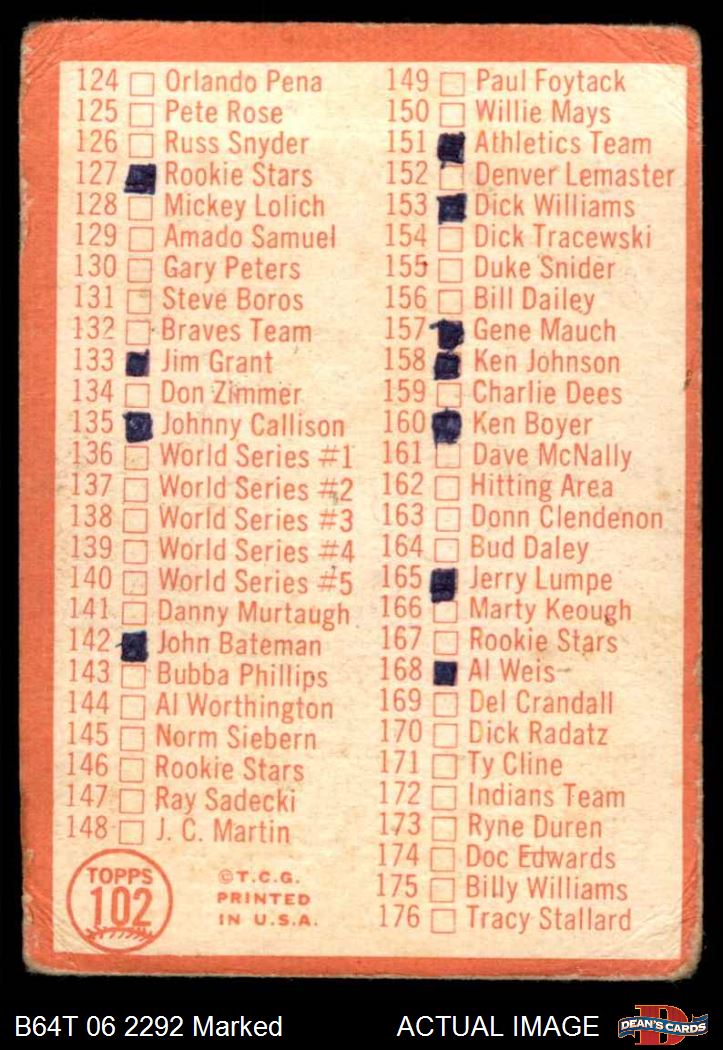 124 Orlando Pena
125 Pete Rose
126 Russ Snyder
127 Rookie Stars
128 Mickey Lolich
129 Amado Samuel
130 Gary Peters
131 Steve Boros
132 Braves Team
133 Jim Grant
134 Don Zimmer
135 Johnny Callison
136 World Series #1
137 World Series #2
138 World Series #3
139 World Series #4
140 World Series #5
141 Danny Murtaugh
142 John Bateman
143 Bubba Phillips
144 Al Worthington
145 Norm Siebern
146 Rookie Stars
147 Ray Sadecki
148 J. C. Martin
149 Paul Foytack
150 Willie Mays
151 Athletics Team
152 Denver Lemaster
153 Dick Williams
154 Dick Tracewski
155 Duke Snider
156 Bill Dailey
157 Gene Mauch
158 Ken Johnson
159 Charlie Dees
160 Ken Boyer
161 Dave McNally
162 Hitting Area
163 Donn Clendenon
164 Bud Daley
165 Jerry Lumpe
166 Marty Keough
167 Rookie Stars
168 Al Weis
169 Del Crandall
170 Dick Radatz
171 Ty Cline
172 Indians Team
173 Ryne Duren
174 Doc Edwards
175 Billy Williams
176 Tracy Stallard
TOPPS
102
©T.C.G.
PRINTED
IN U.S.A.
B64T 06 2292 Marked
ACTUAL IMAGE
DEAN'S CARDS